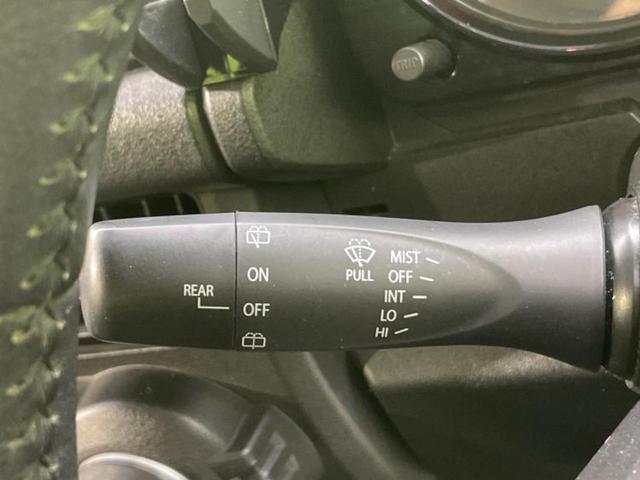 TRIP
REAR
ON
OFF
PULL
MIST
OFF
INT
LO
HI